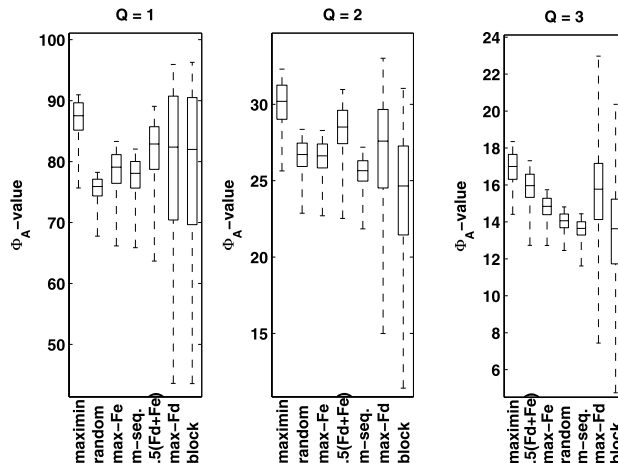 Q = 1
100
90
80
70
60
50
Φ_A-value
maximin
random
max-Fe
m-seq.
.5(Fd+Fe)
max-Fd
block
Q = 2
30
25
20
15
Φ_A-value
maximin
random
max-Fe
.5(Fd+Fe)
m-seq.
max-Fd
block
Q = 3
24
22
20
18
16
14
12
10
8
6
Φ_A-value
maximin
.5(Fd+Fe)
max-Fe
random
m-seq.
max-Fd
block